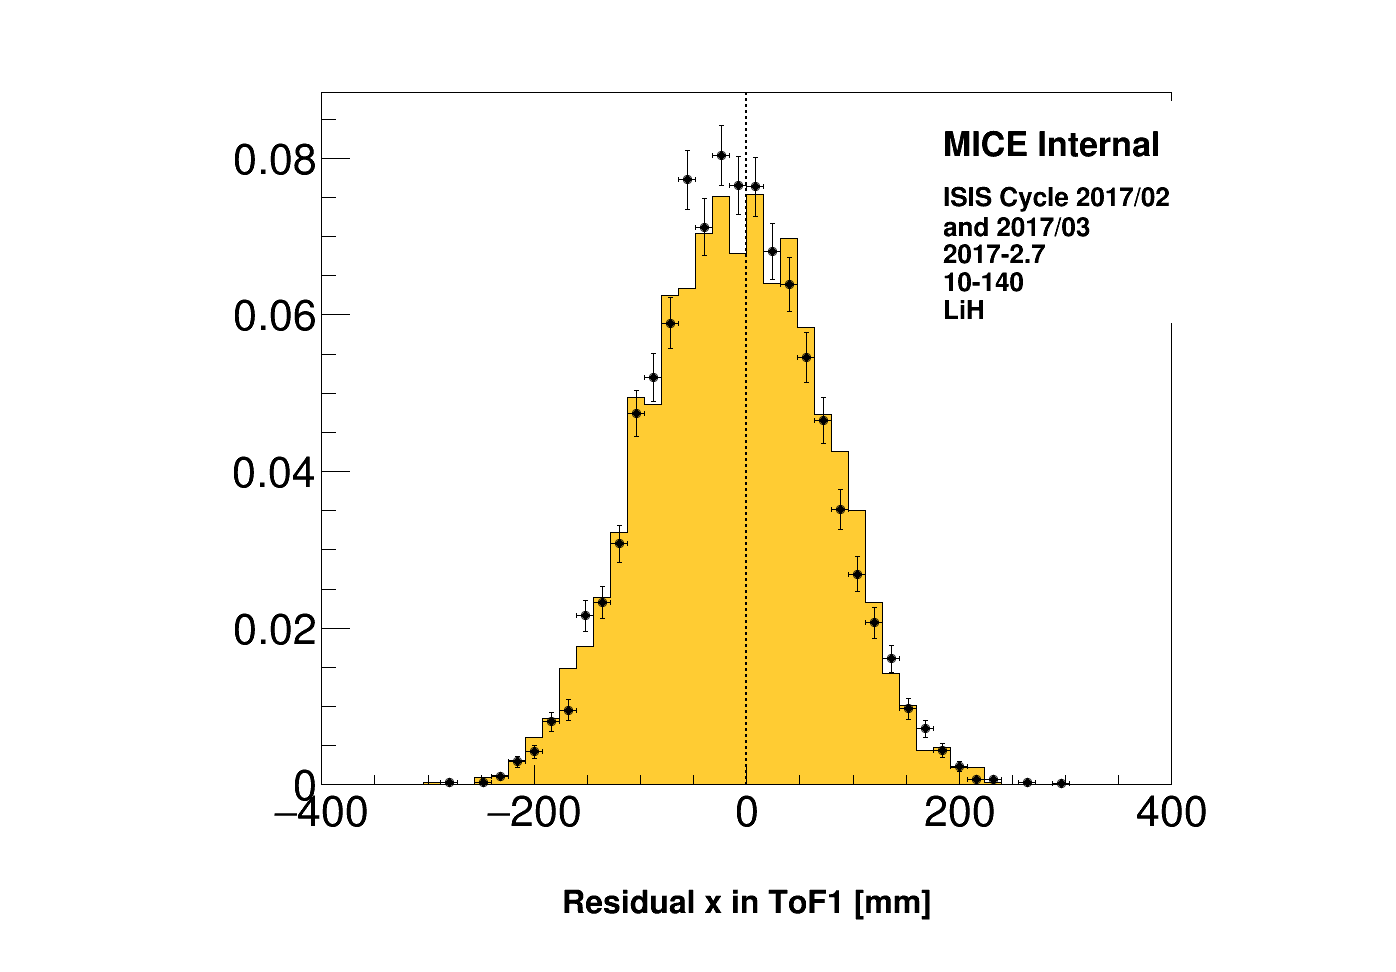 MICE Internal
ISIS Cycle 2017/02
and 2017/03
2017-2.7
10-140
LiH
0.08
0.06
0.04
0.02
0
−400 −200 0 200 400
Residual x in ToF1 [mm]